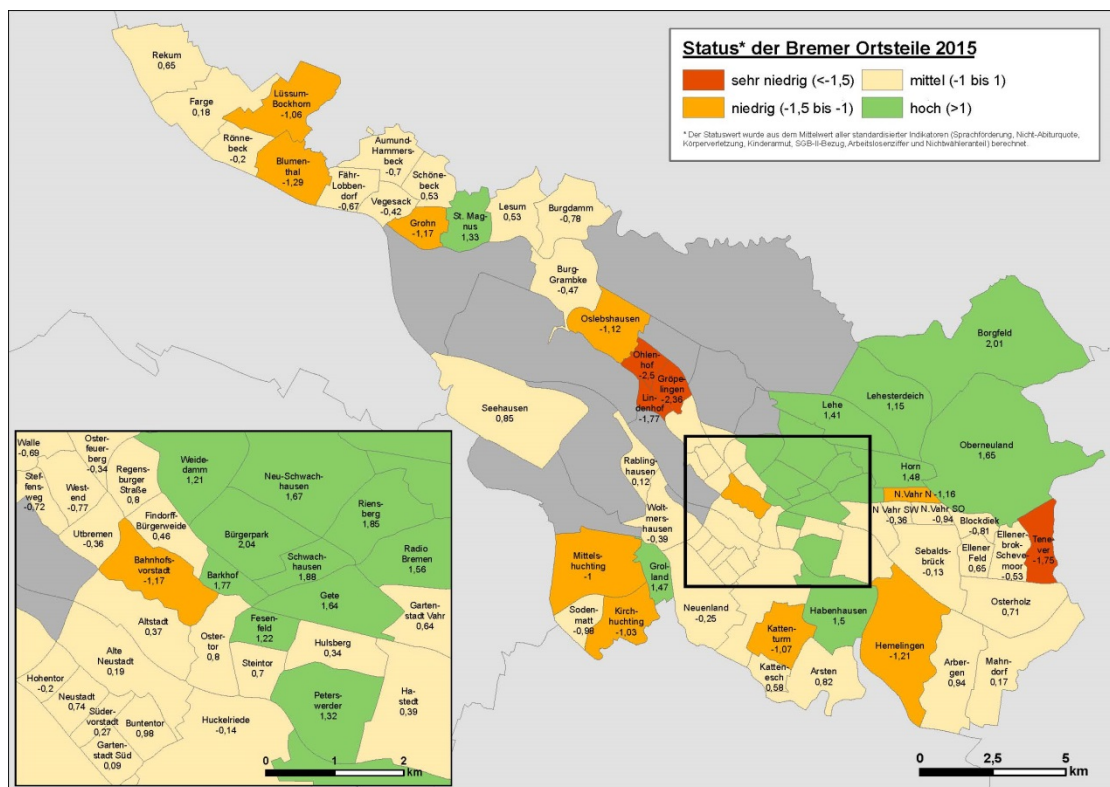 Status* der Bremer Ortsteile 2015
sehr niedrig (<-1,5)
mittel (-1 bis 1)
niedrig (-1,5 bis -1)
hoch (>1)
* Der Statuswert wurde aus dem Mittelwert aller standardisierter Indikatoren (Sprachförderung, Nicht-Abiturquote,
Körperverletzung, Kinderarmut, SGB-II-Bezug, Arbeitslosenziffer und Nichtwähleranteil) berechnet.
Rekum
0,65
Farge
0,18
Lüssum-
Bockhorn
-1,06
Rönne-
beck
-0,2
Blumen-
thal
-1,29
Aumund-
Hammers-
beck
-0,7
Fähr-
Lobben-
dorf
-0,67
Vegesack
-0,42
Schöne-
beck
0,53
Grohn
-1,17
St. Mag-
nus
1,33
Lesum
0,53
Burgdamm
-0,78
Burg-
Grambke
-0,47
Oslebshausen
-1,12
Ohlen-
hof
-2,5
Gröpe-
lingen
-2,36
Lin-
denhof
-1,77
Seehausen
0,85
Borgfeld
2,01
Lehesterdeich
1,15
Lehe
1,41
Oberneuland
1,65
Horn
1,48
N.Vahr N -1,16
N Vahr SW
-0,36
N.Vahr SO
-0,94
Blockdiek
-0,81
Ellener-
brok-
Scheve-
moor
-0,53
Ellener
Feld
0,65
Tene-
ver
-1,75
Sebalds-
brück
-0,13
Osterholz
0,71
Rabling-
hausen
0,12
Wolt-
mers-
hausen
-0,39
Mittels-
huchting
-1
Grol-
land
1,47
Soden-
matt
-0,98
Kirch-
huchting
-1,03
Neuenland
-0,25
Katten-
turm
-1,07
Katten-
esch
0,58
Arsten
0,82
Habenhausen
1,5
Hemelingen
-1,21
Arber-
gen
0,94
Mahn-
dorf
0,17
0 2,5 5
km
Walle
-0,69
Oster-
feuer-
berg
-0,34
Stef-
fens-
weg
-0,72
West-
end
-0,77
Regens-
burger
Straße
0,8
Weide-
damm
1,21
Neu-Schwach-
hausen
1,67
Riens-
berg
1,85
Utbremen
-0,36
Findorff-
Bürgerweide
0,46
Bürgerpark
2,04
Schwach-
hausen
1,88
Radio
Bremen
1,56
Bahnhofs-
vorstadt
-1,17
Barkhof
1,77
Gete
1,64
Garten-
stadt Vahr
0,64
Altstadt
0,37
Fesen-
feld
1,22
Oster-
tor
0,8
Steintor
0,7
Hulsberg
0,34
Alte
Neustadt
0,19
Hohentor
-0,2
Neustadt
0,74
Süder-
vorstadt
0,27
Buntentor
0,98
Garten-
stadt Süd
0,09
Huckelriede
-0,14
Peters-
werder
1,32
Ha-
stedt
0,39
0 1 2
km